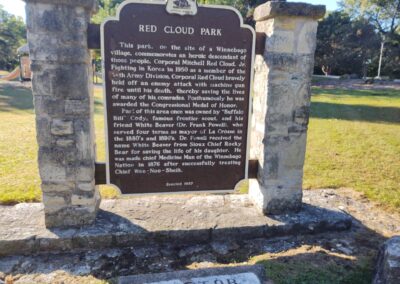 RED CLOUD PARK
This park, on the site of a Winnebago
village, commemorates an heroic descendant of
those people, Corporal Mitchell Red Cloud, Jr.
Fighting in Korea in 1950 as a member of the
24th Army Division, Corporal Red Cloud bravely
held off an enemy attack with machine gun
fire until his death, thereby saving the lives
of many of his comrades. Posthumously he was
awarded the Congressional Medal of Honor.
Part of this area once was owned by "Buffalo
Bill" Cody, famous frontier scout, and his
friend White Beaver (Dr. Frank Powell), who
served four terms as mayor of La Crosse in
the 1880's and 1890's. Dr. Powell received the
name White Beaver from Sioux Chief Rocky
Bear for saving the life of his daughter. He
was made chief Medicine Man of the Winnebago
Nation in 1876 after successfully treating
Chief Wee-Noo-Sheik.
Erected 1957